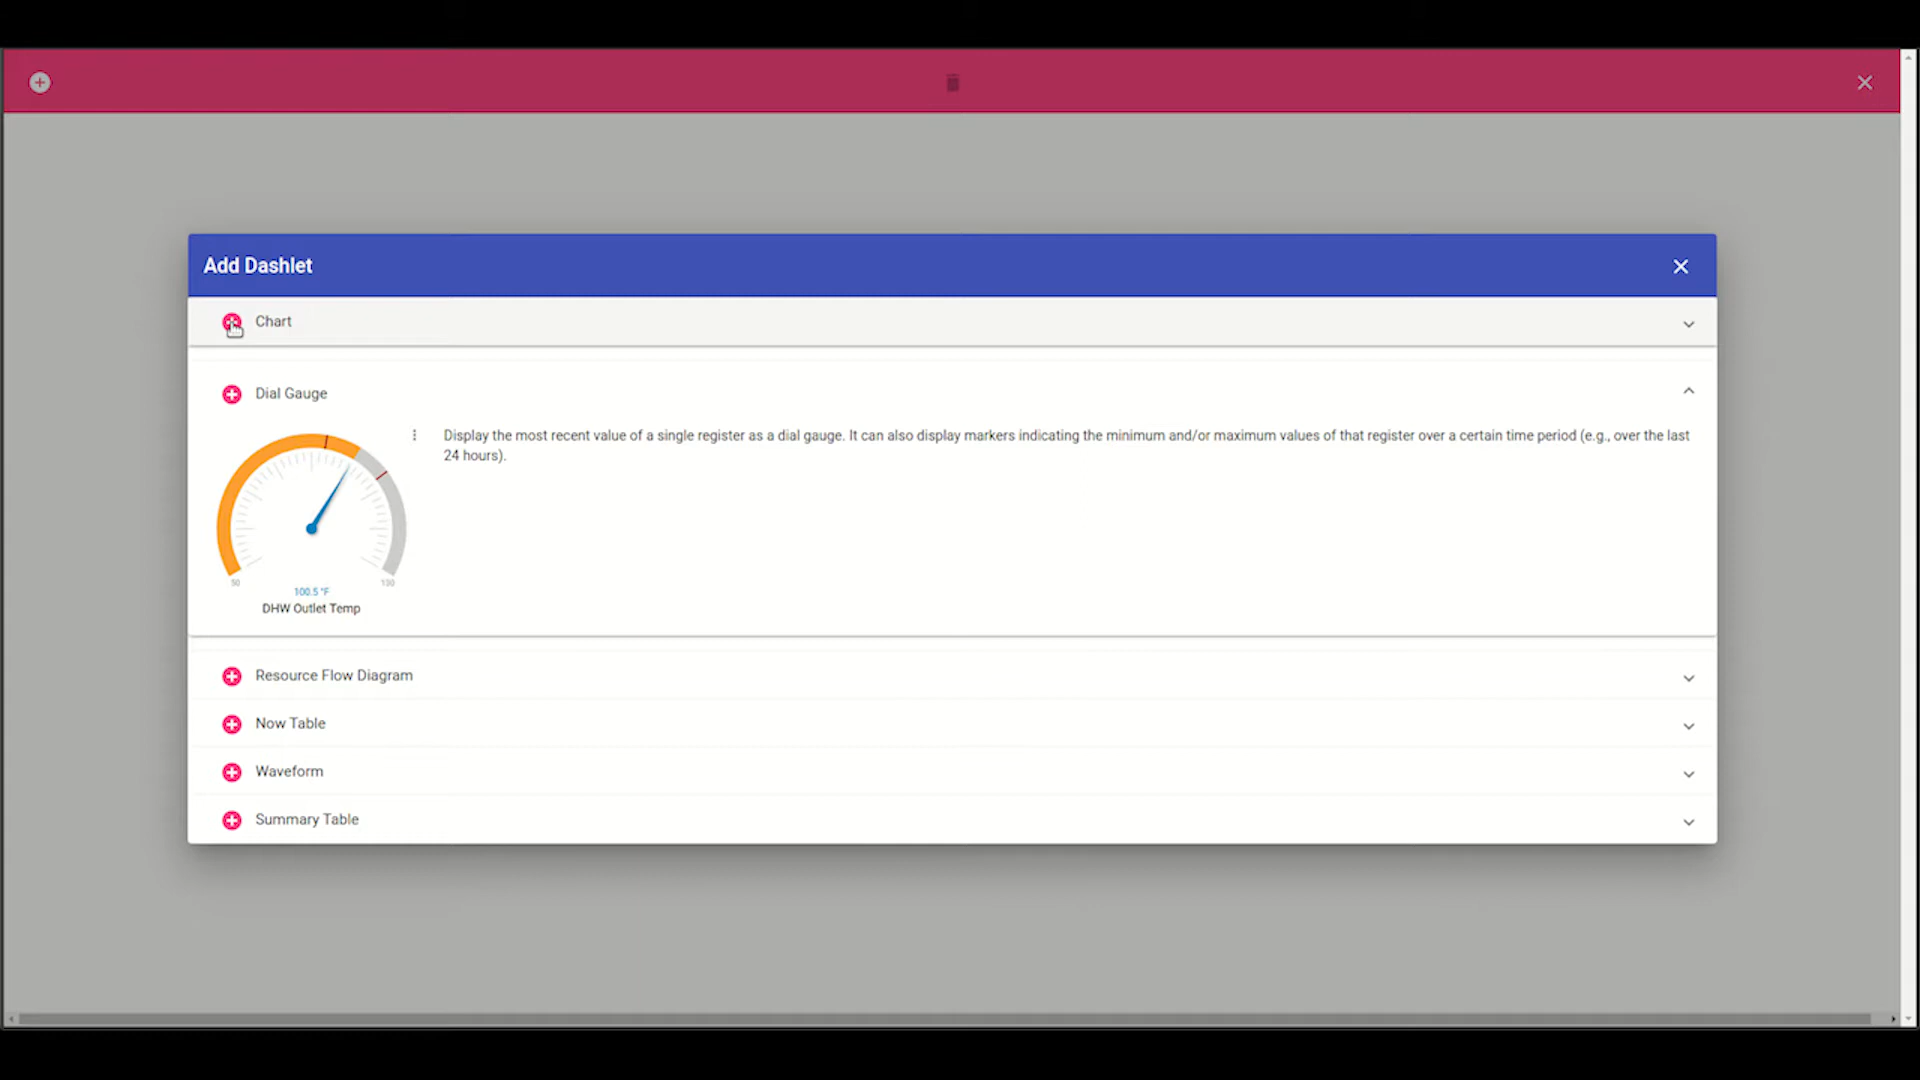 Add Dashlet
Chart
Dial Gauge
Display the most recent value of a single register as a dial gauge. It can also display markers indicating the minimum and/or maximum values of that register over a certain time period (e.g., over the last
24 hours).
50 130
100.5 °F
DHW Outlet Temp
Resource Flow Diagram
Now Table
Waveform
Summary Table